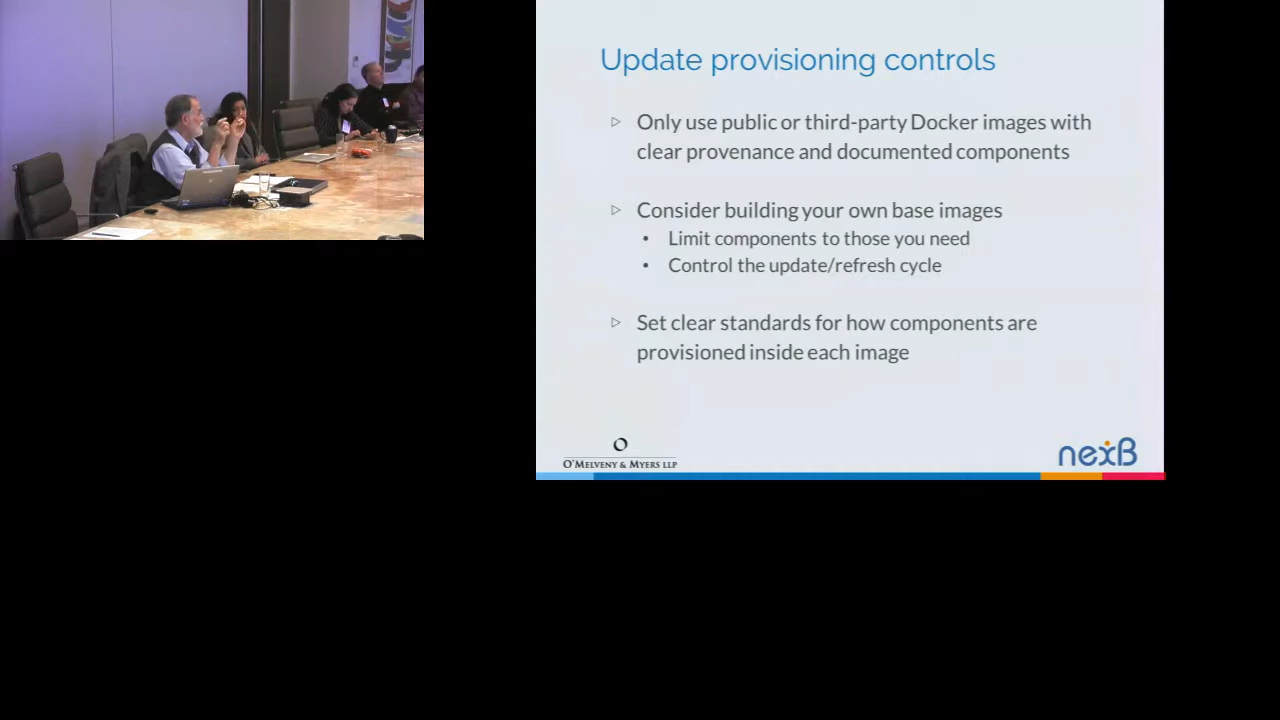 Update provisioning controls
▷ Only use public or third-party Docker images with
clear provenance and documented components
▷ Consider building your own base images
• Limit components to those you need
• Control the update/refresh cycle
▷ Set clear standards for how components are
provisioned inside each image
O'MELVENY & MYERS LLP
nexB